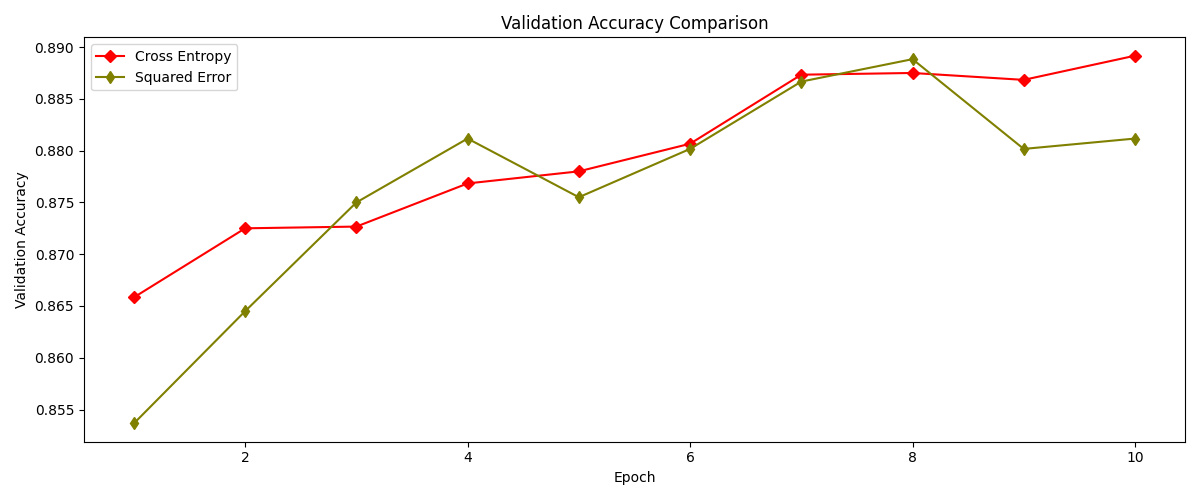 Validation Accuracy Comparison
Cross Entropy
Squared Error
Validation Accuracy
0.890
0.885
0.880
0.875
0.870
0.865
0.860
0.855
2 4 6 8 10
Epoch